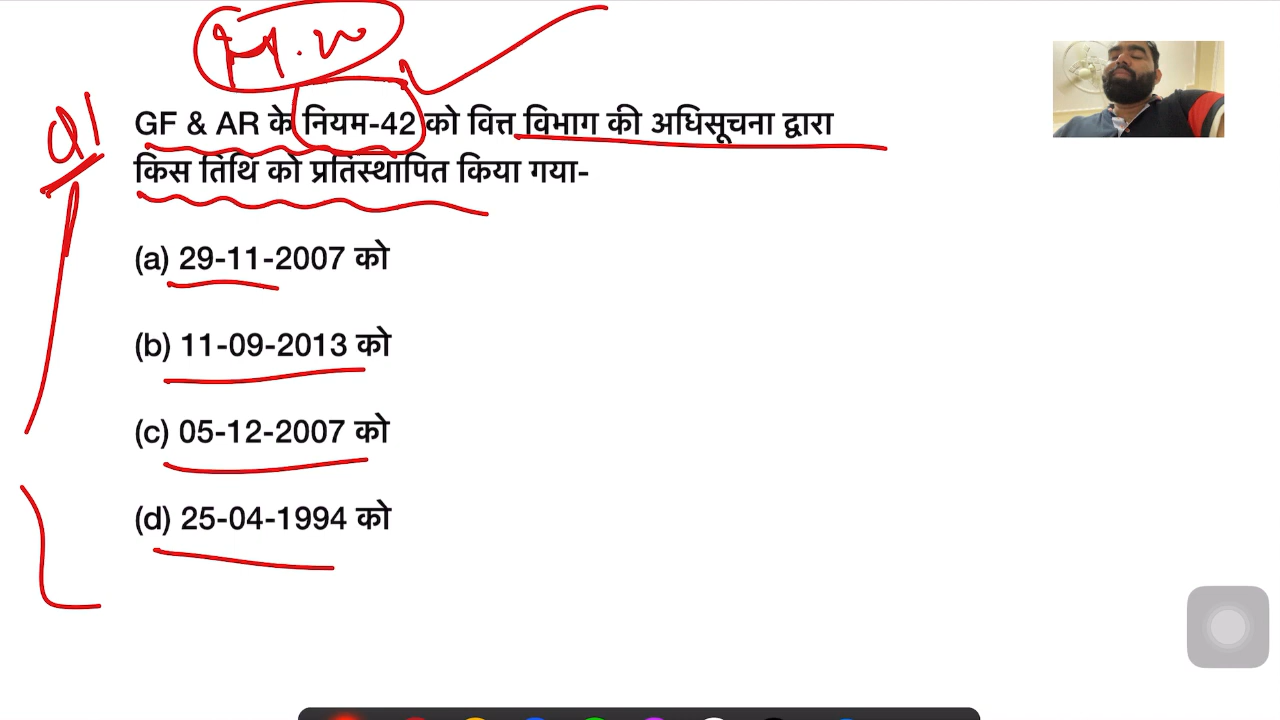 H.W
Q1
GF & AR के नियम-42 को वित्त विभाग की अधिसूचना द्वारा
किस तिथि को प्रतिस्थापित किया गया-
(a) 29-11-2007 को
(b) 11-09-2013 को
(c) 05-12-2007 को
(d) 25-04-1994 को